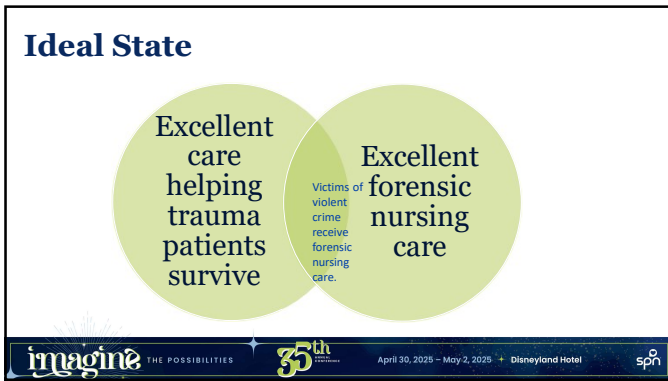 Ideal State
Excellent
care
helping
trauma
patients
survive
Victims of
violent
crime
receive
forensic
nursing
care.
Excellent
forensic
nursing
care
imagine THE POSSIBILITIES
35th
ANNUAL
CONFERENCE
April 30, 2025 – May 2, 2025 + Disneyland Hotel
spn